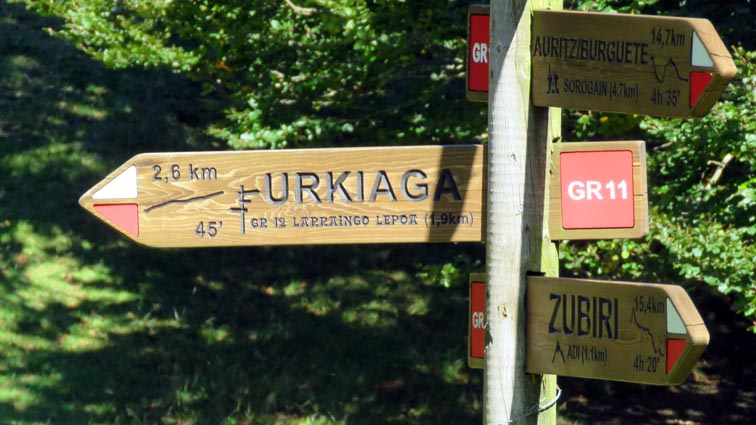 GR
14,7km
AURITZ/BURGUETE
SOROGAIN (4,7km)
4h 35'
2,6 km
URKIAGA
45'
GR 12 LARRAINGO LEPOA (1,9km)
GR11
GR
15,4km
ZUBIRI
ADI (1,1km)
4h 20'